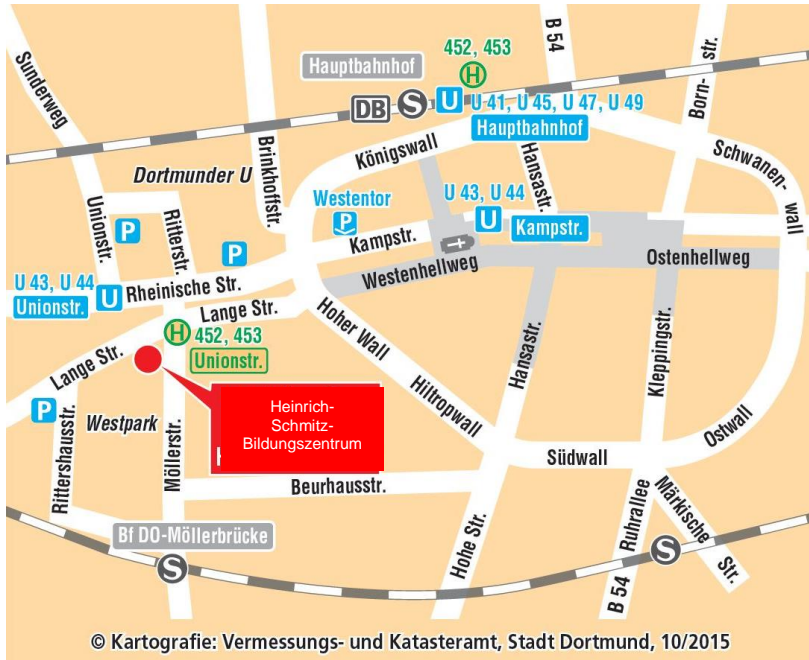 452, 453
Hauptbahnhof
H
B 54
Born-
str.
Sunderweg
DB
S
U
U 41, U 45, U 47, U 49
Hauptbahnhof
Königswall
Hansastr.
Schwanen-
wall
Brinkhoffstr.
Dortmunder U
Unionstr.
Ritterstr.
P
P
Westentor
P
U 43, U 44
U
Kampstr.
Kampstr.
Westenhellweg
Ostenhellweg
U 43, U 44
Unionstr.
U
Rheinische Str.
Lange Str.
H
452, 453
Unionstr.
Lange Str.
Hoher Wall
Hiltropwall
Hansastr.
Kleppingstr.
Ostwall
P
Westpark
Rittershausstr.
Möllerstr.
Heinrich-
Schmitz-
Bildungszentrum
Südwall
Beurhausstr.
Hohe Str.
Ruhrallee
B 54
Märkische
Str.
Bf DO-Möllerbrücke
S
S
© Kartografie: Vermessungs- und Katasteramt, Stadt Dortmund, 10/2015